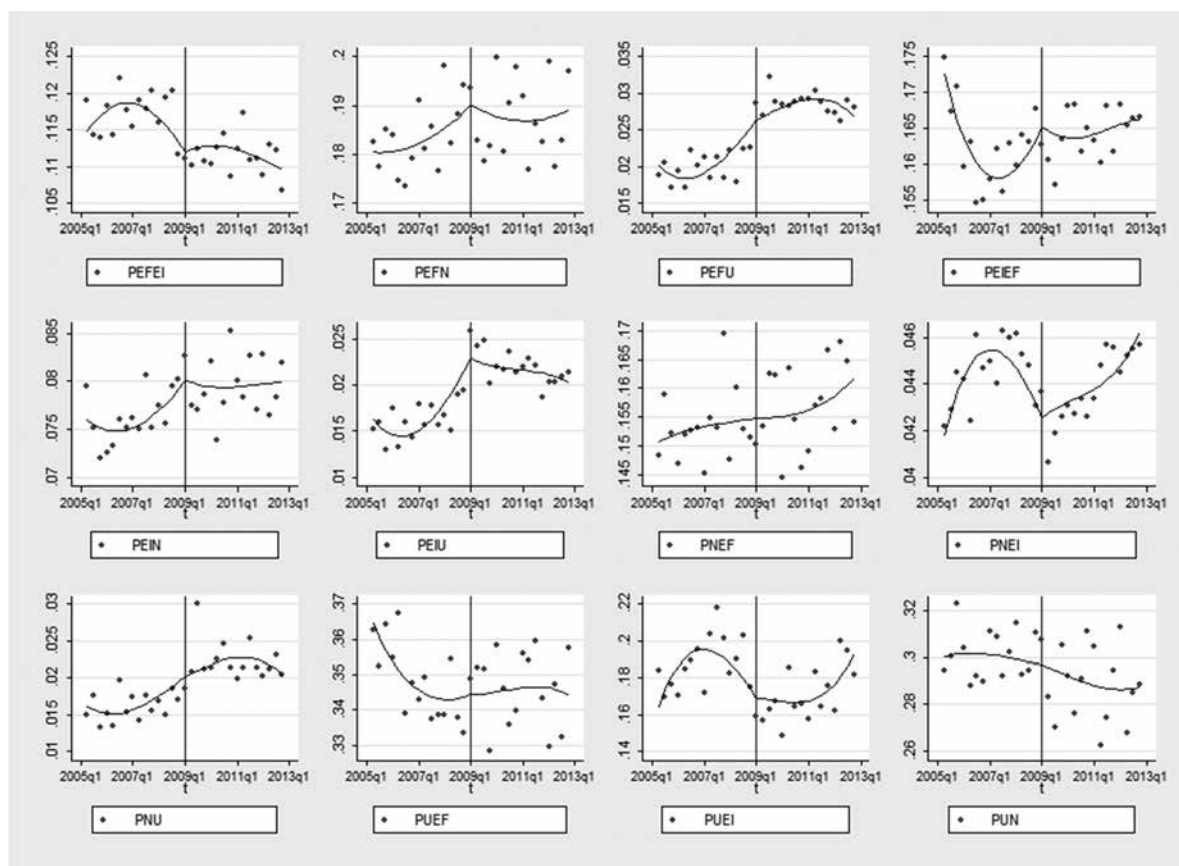 .125
.12
.115
.11
.105
2005q1 2007q1 2009q1 2011q1 2013q1
t
PEFEI
.2
.19
.18
.17
2005q1 2007q1 2009q1 2011q1 2013q1
t
PEFN
.035
.03
.025
.02
.015
2005q1 2007q1 2009q1 2011q1 2013q1
t
PEFU
.175
.17
.165
.16
.155
2005q1 2007q1 2009q1 2011q1 2013q1
t
PEIEF
.085
.08
.075
.07
2005q1 2007q1 2009q1 2011q1 2013q1
t
PEIN
.025
.02
.015
.01
2005q1 2007q1 2009q1 2011q1 2013q1
t
PEIU
.17
.165
.16
.155
.15
.145
2005q1 2007q1 2009q1 2011q1 2013q1
t
PNEF
.046
.044
.042
.04
2005q1 2007q1 2009q1 2011q1 2013q1
t
PNEI
.03
.025
.02
.015
.01
2005q1 2007q1 2009q1 2011q1 2013q1
t
PNU
.37
.36
.35
.34
.33
2005q1 2007q1 2009q1 2011q1 2013q1
t
PUEF
.22
.2
.18
.16
.14
2005q1 2007q1 2009q1 2011q1 2013q1
t
PUEI
.32
.3
.28
.26
2005q1 2007q1 2009q1 2011q1 2013q1
t
PUN